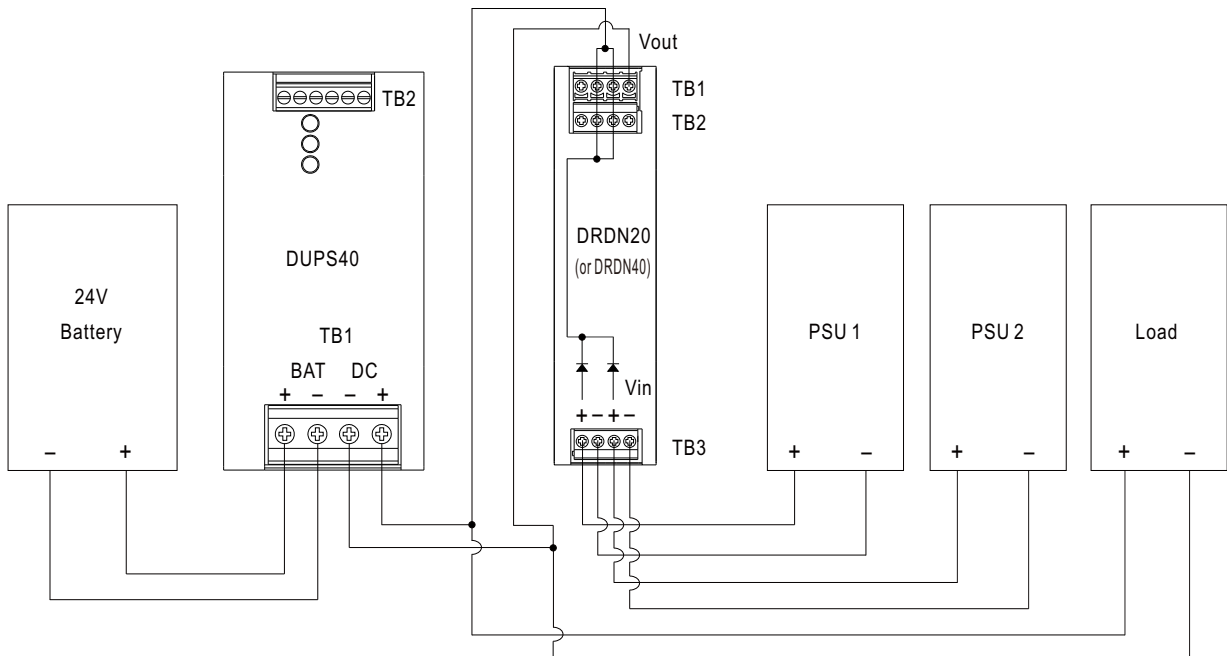 Vout
TB1
TB2
TB2
DUPS40
TB1
BAT DC
+ − − +
24V
Battery
− +
DRDN20
(or DRDN40)
Vin
+ − + −
TB3
PSU 1
+ −
PSU 2
+ −
Load
+ −